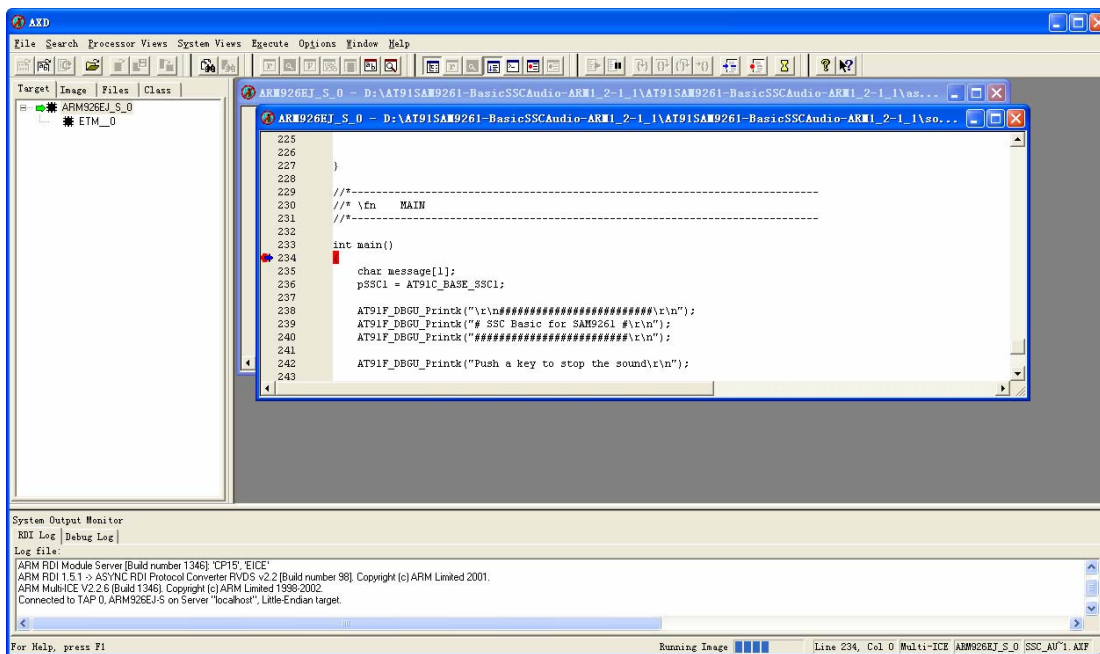 AXD
File Search Processor Views System Views Execute Options Window Help
Target Image Files Class
ARM926EJ_S_0
ETM_0
ARM926EJ_S_0 - D:\AT91SAM9261-BasicSSCAudio-ARM1_2-1_1\AT91SAM9261-BasicSSCAudio-ARM1_2-1_1\as...
ARM926EJ_S_0 - D:\AT91SAM9261-BasicSSCAudio-ARM1_2-1_1\AT91SAM9261-BasicSSCAudio-ARM1_2-1_1\so...
225
226
227 }
228
229 //*----------------------------------------------------------------------------
230 //* \fn MAIN
231 //*----------------------------------------------------------------------------
232
233 int main()
234
235 char message[1];
236 pSSC1 = AT91C_BASE_SSC1;
237
238 AT91F_DBGU_Printk("\r\n#########################\r\n");
239 AT91F_DBGU_Printk("# SSC Basic for SAM9261 #\r\n");
240 AT91F_DBGU_Printk("#########################\r\n");
241
242 AT91F_DBGU_Printk("Push a key to stop the sound\r\n");
243
System Output Monitor
RDI Log Debug Log
Log file:
ARM RDI Module Server [Build number 1346]: 'CP15', 'EICE'
ARM RDI 1.5.1 -> ASYNC RDI Protocol Converter RVDS v2.2 [Build number 98]. Copyright (c) ARM Limited 2001.
ARM Multi-ICE V2.2.6 (Build 1346). Copyright (c) ARM Limited 1998-2002.
Connected to TAP 0, ARM926EJ-S on Server "localhost", Little-Endian target.
For Help, press F1 Running Image Line 234, Col 0 Multi-ICE ARM926EJ_S_0 SSC_AU~1.AXF